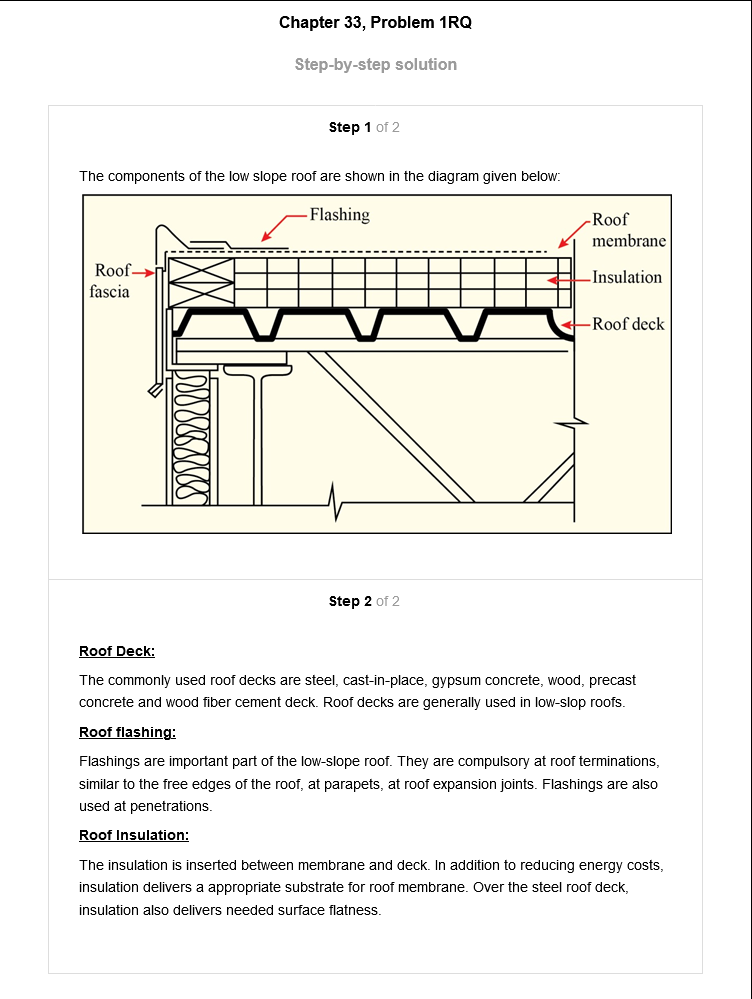 Chapter 33, Problem 1RQ
Step-by-step solution
Step 1 of 2
The components of the low slope roof are shown in the diagram given below:
Flashing
Roof
membrane
Roof
fascia
Insulation
Roof deck
Step 2 of 2
Roof Deck:
The commonly used roof decks are steel, cast-in-place, gypsum concrete, wood, precast
concrete and wood fiber cement deck. Roof decks are generally used in low-slop roofs.
Roof flashing:
Flashings are important part of the low-slope roof. They are compulsory at roof terminations,
similar to the free edges of the roof, at parapets, at roof expansion joints. Flashings are also
used at penetrations.
Roof Insulation:
The insulation is inserted between membrane and deck. In addition to reducing energy costs,
insulation delivers a appropriate substrate for roof membrane. Over the steel roof deck,
insulation also delivers needed surface flatness.